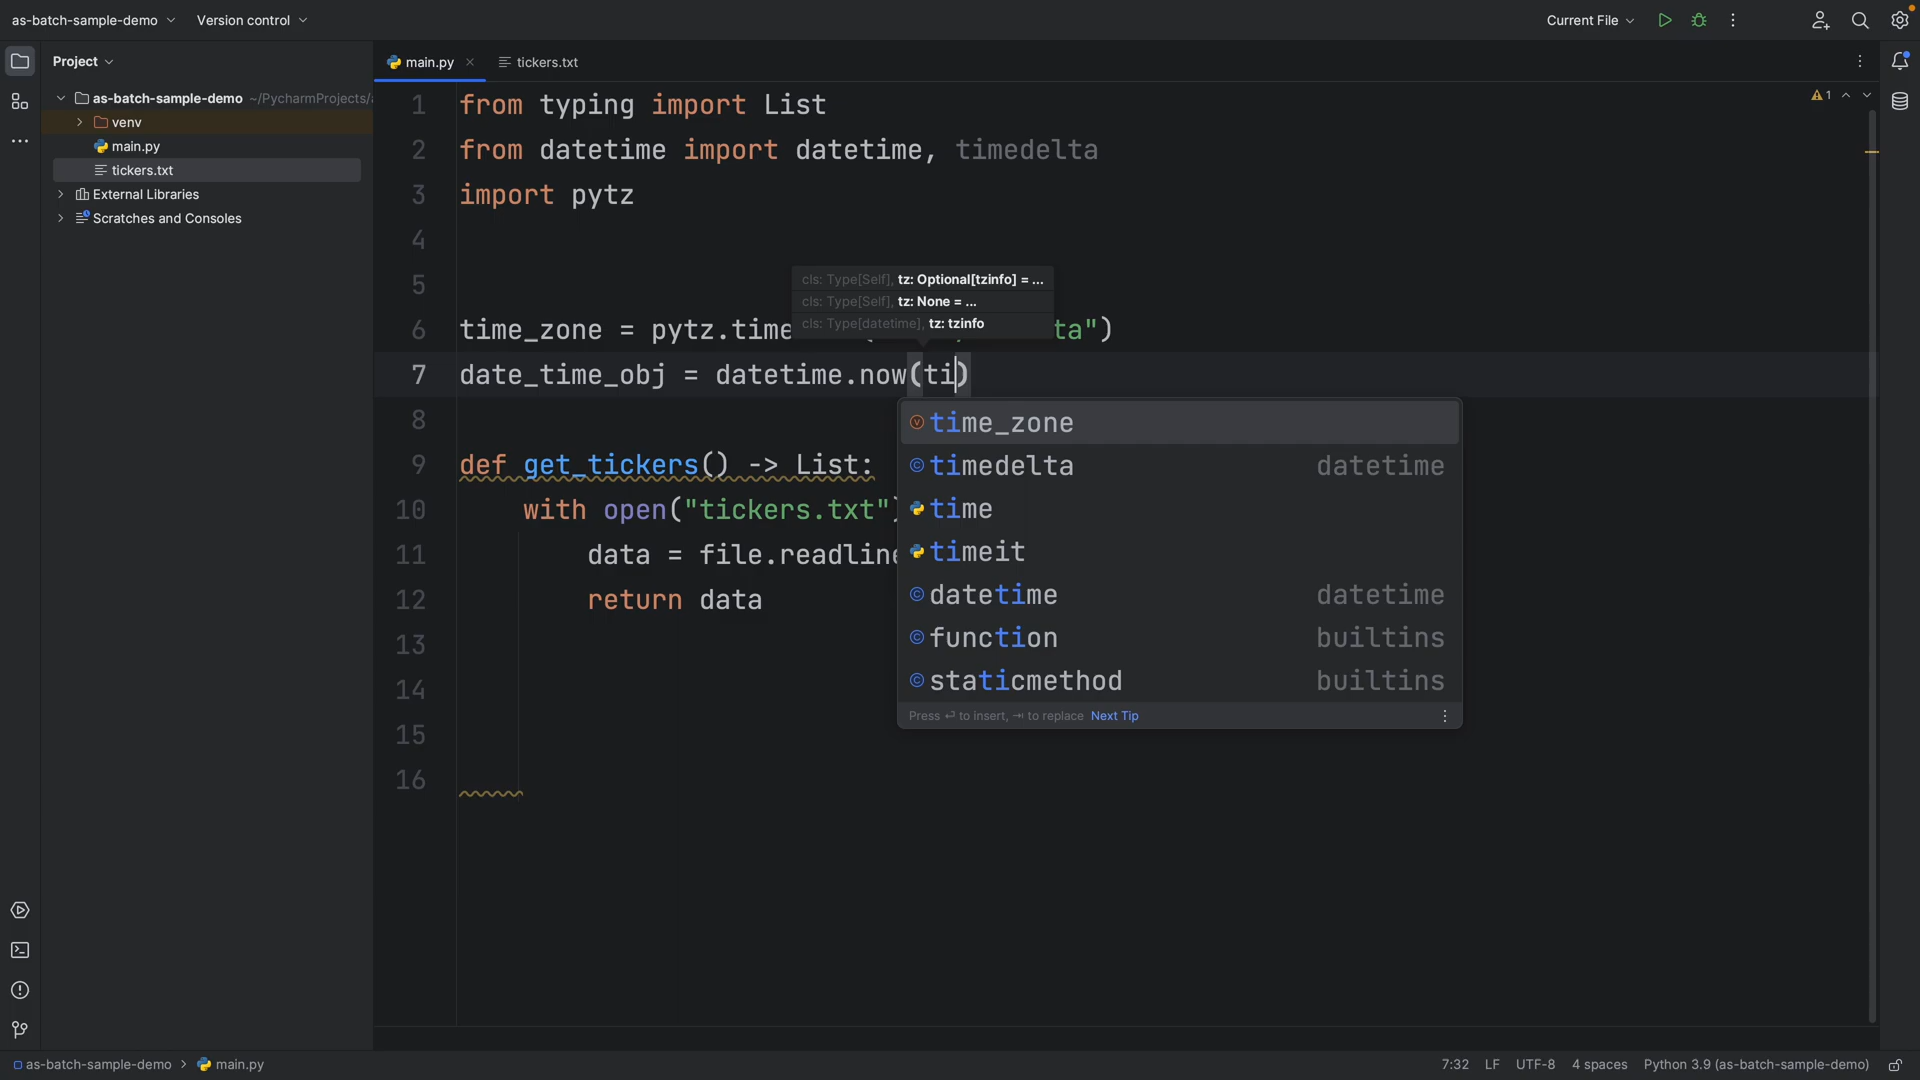 as-batch-sample-demo Version control Current File
Project
main.py tickers.txt
as-batch-sample-demo ~/PycharmProjects/
venv
main.py
tickers.txt
External Libraries
Scratches and Consoles
1
1 from typing import List
2 from datetime import datetime, timedelta
3 import pytz
4
5
cls: Type[Self], tz: Optional[tzinfo] = ...
cls: Type[Self], tz: None = ...
cls: Type[datetime], tz: tzinfo
6 time_zone = pytz.time ta")
7 date_time_obj = datetime.now(ti)
8
9 def get_tickers() -> List:
10 with open("tickers.txt")
11 data = file.readline
12 return data
13
14
15
16
time_zone
timedelta datetime
time
timeit
datetime datetime
function builtins
staticmethod builtins
Press ⏎ to insert, ⇥ to replace Next Tip
as-batch-sample-demo > main.py 7:32 LF UTF-8 4 spaces Python 3.9 (as-batch-sample-demo)